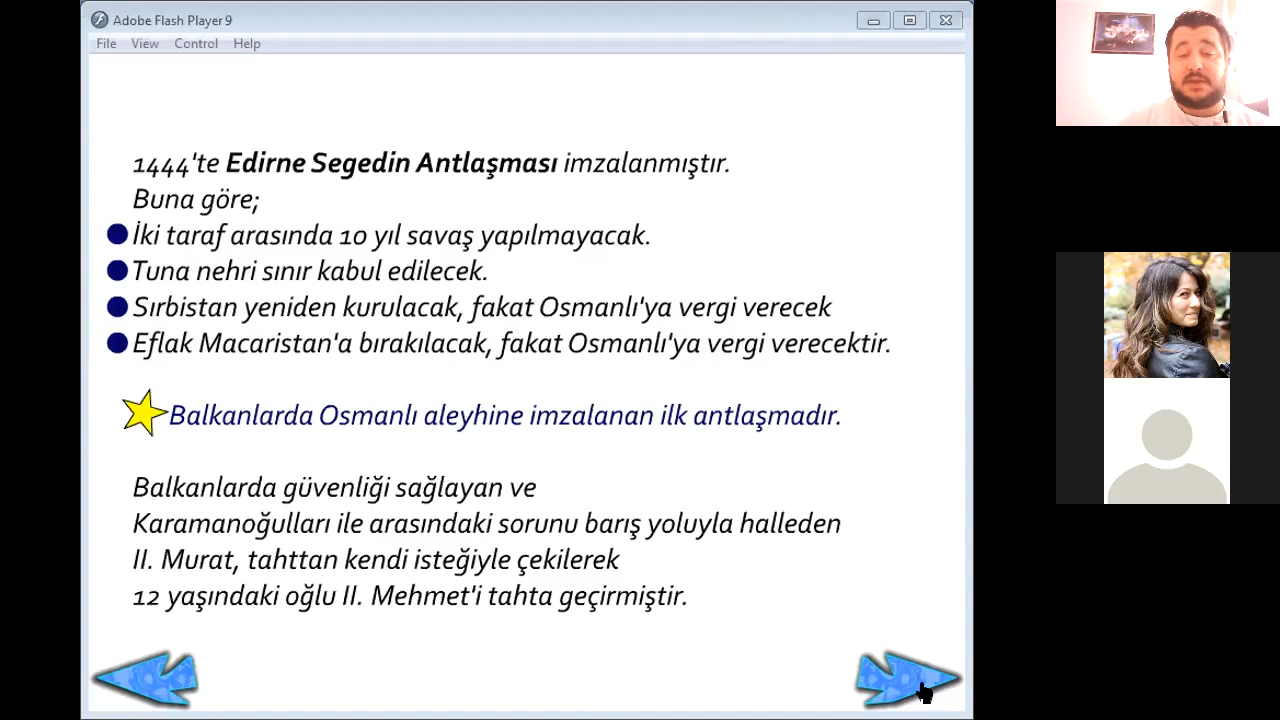 Adobe Flash Player 9
File View Control Help
1444'te Edirne Segedin Antlaşması imzalanmıştır.
Buna göre;
İki taraf arasında 10 yıl savaş yapılmayacak.
Tuna nehri sınır kabul edilecek.
Sırbistan yeniden kurulacak, fakat Osmanlı'ya vergi verecek
Eflak Macaristan'a bırakılacak, fakat Osmanlı'ya vergi verecektir.
Balkanlarda Osmanlı aleyhine imzalanan ilk antlaşmadır.
Balkanlarda güvenliği sağlayan ve
Karamanoğulları ile arasındaki sorunu barış yoluyla halleden
II. Murat, tahttan kendi isteğiyle çekilerek
12 yaşındaki oğlu II. Mehmet'i tahta geçirmiştir.